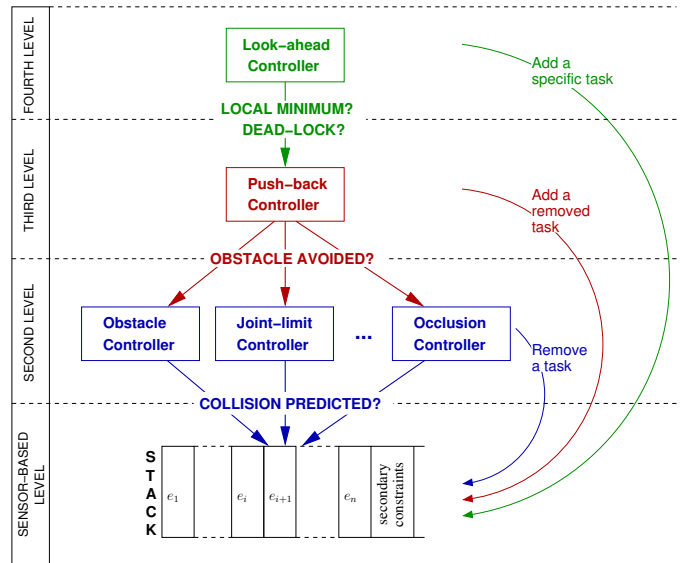 FOURTH LEVEL
Look-ahead
Controller
Add a
specific task
LOCAL MINIMUM?
DEAD-LOCK?
THIRD LEVEL
Push-back
Controller
Add a
removed
task
OBSTACLE AVOIDED?
SECOND LEVEL
Obstacle
Controller
Joint-limit
Controller
...
Occlusion
Controller
Remove
a task
COLLISION PREDICTED?
SENSOR-BASED
LEVEL
STACK
e1
ei
ei+1
en
secondary
constraints